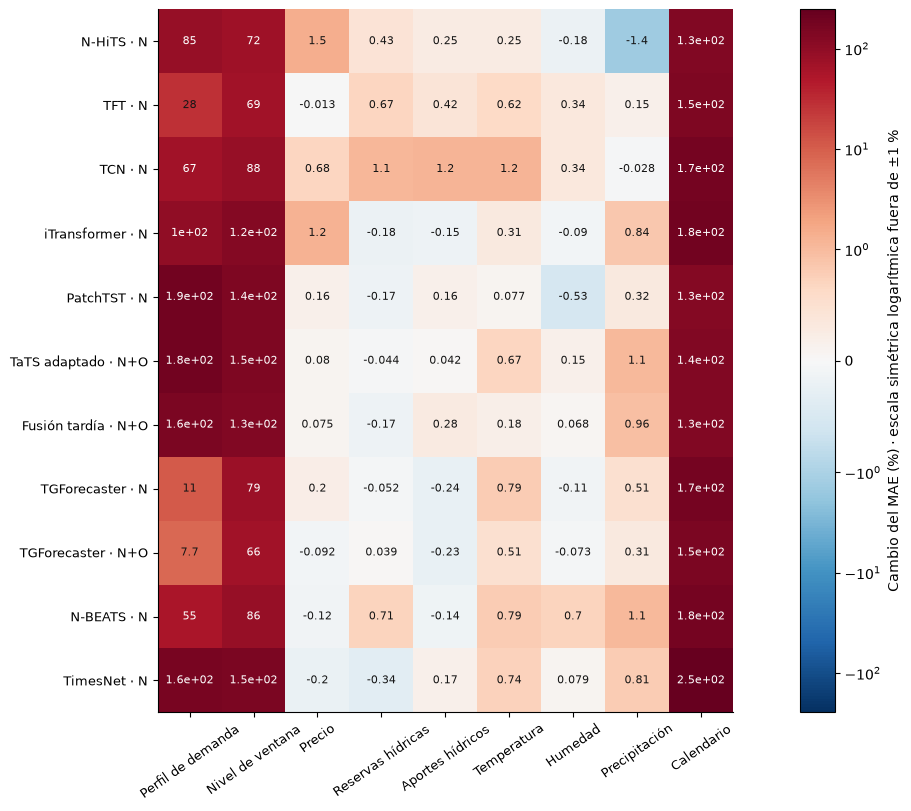 N-HiTS · N 85 72 1.5 0.43 0.25 0.25 -0.18 -1.4 1.3e+02
TFT · N 28 69 -0.013 0.67 0.42 0.62 0.34 0.15 1.5e+02
TCN · N 67 88 0.68 1.1 1.2 1.2 0.34 -0.028 1.7e+02
iTransformer · N 1e+02 1.2e+02 1.2 -0.18 -0.15 0.31 -0.09 0.84 1.8e+02
PatchTST · N 1.9e+02 1.4e+02 0.16 -0.17 0.16 0.077 -0.53 0.32 1.3e+02
TaTS adaptado · N+O 1.8e+02 1.5e+02 0.08 -0.044 0.042 0.67 0.15 1.1 1.4e+02
Fusión tardía · N+O 1.6e+02 1.3e+02 0.075 -0.17 0.28 0.18 0.068 0.96 1.3e+02
TGForecaster · N 11 79 0.2 -0.052 -0.24 0.79 -0.11 0.51 1.7e+02
TGForecaster · N+O 7.7 66 -0.092 0.039 -0.23 0.51 -0.073 0.31 1.5e+02
N-BEATS · N 55 86 -0.12 0.71 -0.14 0.79 0.7 1.1 1.8e+02
TimesNet · N 1.6e+02 1.5e+02 -0.2 -0.34 0.17 0.74 0.079 0.81 2.5e+02
Perfil de demanda
Nivel de ventana
Precio
Reservas hídricas
Aportes hídricos
Temperatura
Humedad
Precipitación
Calendario
10²
10¹
10⁰
0
−10⁰
−10¹
−10²
Cambio del MAE (%) · escala simétrica logarítmica fuera de ±1 %